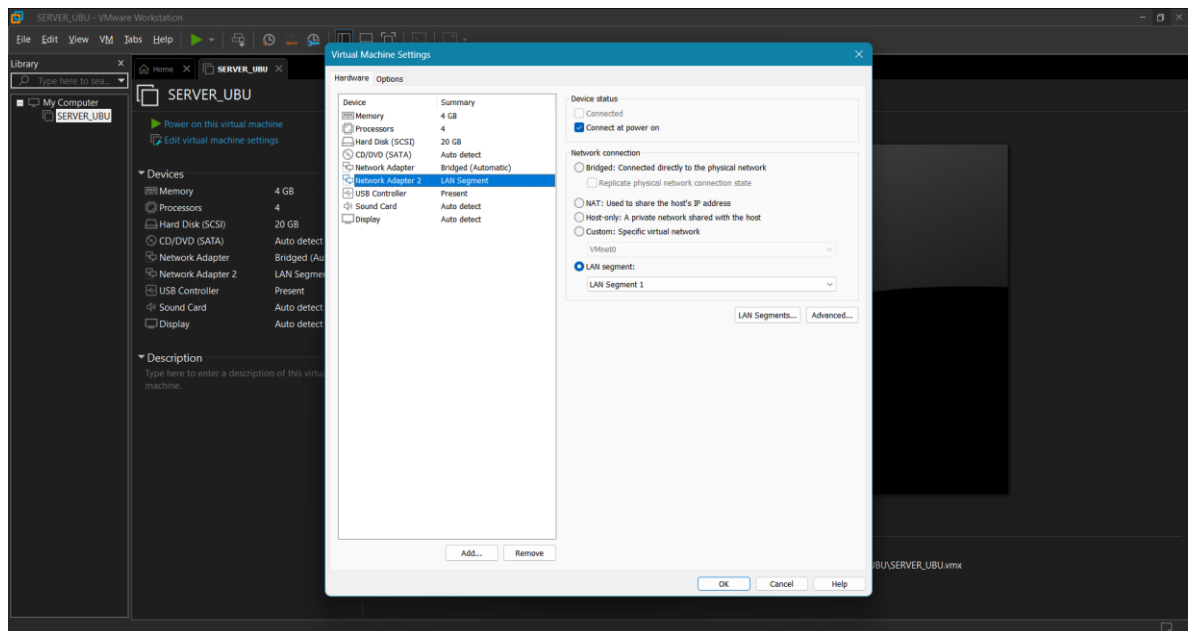 SERVER_UBU - VMware Workstation
File Edit View VM Tabs Help
Library X
Type here to sea...
My Computer
SERVER_UBU
Home X SERVER_UBU X
SERVER_UBU
Power on this virtual machine
Edit virtual machine settings
Devices
Memory 4 GB
Processors 4
Hard Disk (SCSI) 20 GB
CD/DVD (SATA) Auto detect
Network Adapter Bridged (Au
Network Adapter 2 LAN Segme
USB Controller Present
Sound Card Auto detect
Display Auto detect
Description
Type here to enter a description of this virtua
machine.
Virtual Machine Settings
Hardware Options
Device Summary
Memory 4 GB
Processors 4
Hard Disk (SCSI) 20 GB
CD/DVD (SATA) Auto detect
Network Adapter Bridged (Automatic)
Network Adapter 2 LAN Segment
USB Controller Present
Sound Card Auto detect
Display Auto detect
Add... Remove
Device status
Connected
Connect at power on
Network connection
Bridged: Connected directly to the physical network
Replicate physical network connection state
NAT: Used to share the host's IP address
Host-only: A private network shared with the host
Custom: Specific virtual network
VMnet0
LAN segment:
LAN Segment 1
LAN Segments... Advanced...
OK Cancel Help
UBU\SERVER_UBU.vmx